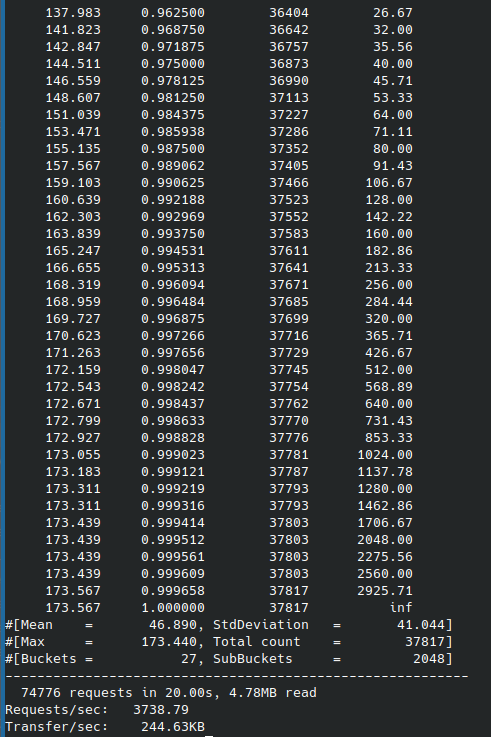 137.983 0.962500 36404 26.67
141.823 0.968750 36642 32.00
142.847 0.971875 36757 35.56
144.511 0.975000 36873 40.00
146.559 0.978125 36990 45.71
148.607 0.981250 37113 53.33
151.039 0.984375 37227 64.00
153.471 0.985938 37286 71.11
155.135 0.987500 37352 80.00
157.567 0.989062 37405 91.43
159.103 0.990625 37466 106.67
160.639 0.992188 37523 128.00
162.303 0.992969 37552 142.22
163.839 0.993750 37583 160.00
165.247 0.994531 37611 182.86
166.655 0.995313 37641 213.33
168.319 0.996094 37671 256.00
168.959 0.996484 37685 284.44
169.727 0.996875 37699 320.00
170.623 0.997266 37716 365.71
171.263 0.997656 37729 426.67
172.159 0.998047 37745 512.00
172.543 0.998242 37754 568.89
172.671 0.998437 37762 640.00
172.799 0.998633 37770 731.43
172.927 0.998828 37776 853.33
173.055 0.999023 37781 1024.00
173.183 0.999121 37787 1137.78
173.311 0.999219 37793 1280.00
173.311 0.999316 37793 1462.86
173.439 0.999414 37803 1706.67
173.439 0.999512 37803 2048.00
173.439 0.999561 37803 2275.56
173.439 0.999609 37803 2560.00
173.567 0.999658 37817 2925.71
173.567 1.000000 37817 inf
#[Mean = 46.890, StdDeviation = 41.044]
#[Max = 173.440, Total count = 37817]
#[Buckets = 27, SubBuckets = 2048]
----------------------------------------------------------
74776 requests in 20.00s, 4.78MB read
Requests/sec: 3738.79
Transfer/sec: 244.63KB